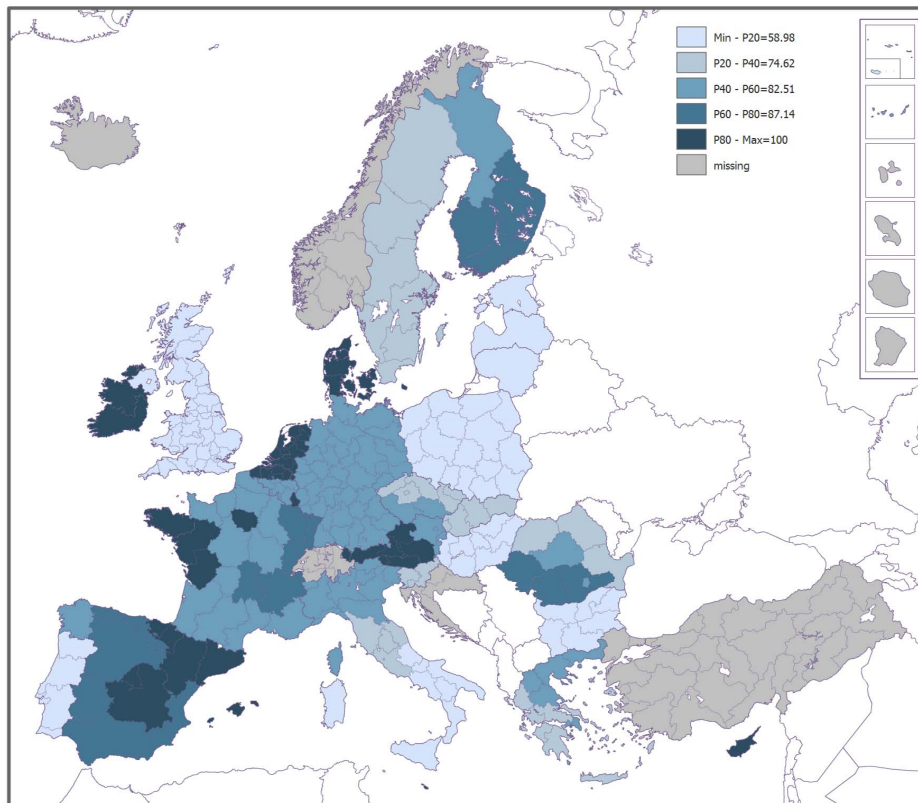 Min - P20=58.98
P20 - P40=74.62
P40 - P60=82.51
P60 - P80=87.14
P80 - Max=100
missing